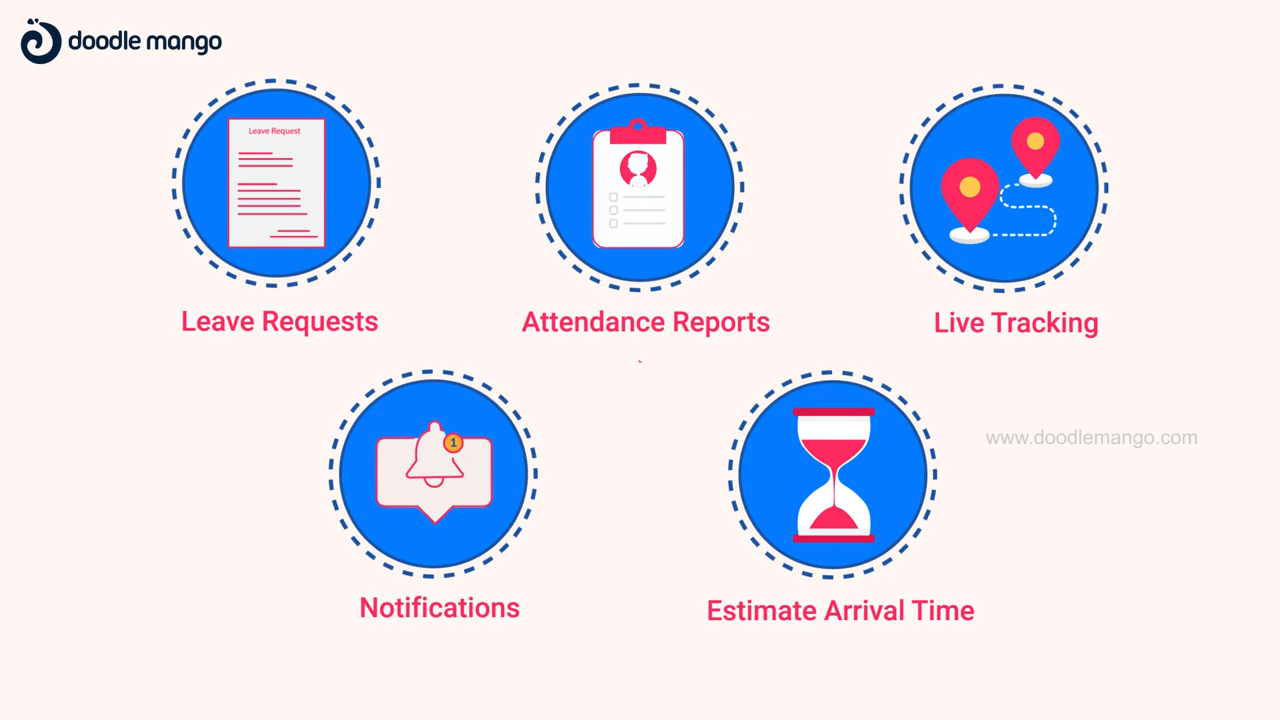 doodle mango
Leave Request
Leave Requests
Attendance Reports
Live Tracking
1
www.doodlemango.com
Notifications
Estimate Arrival Time